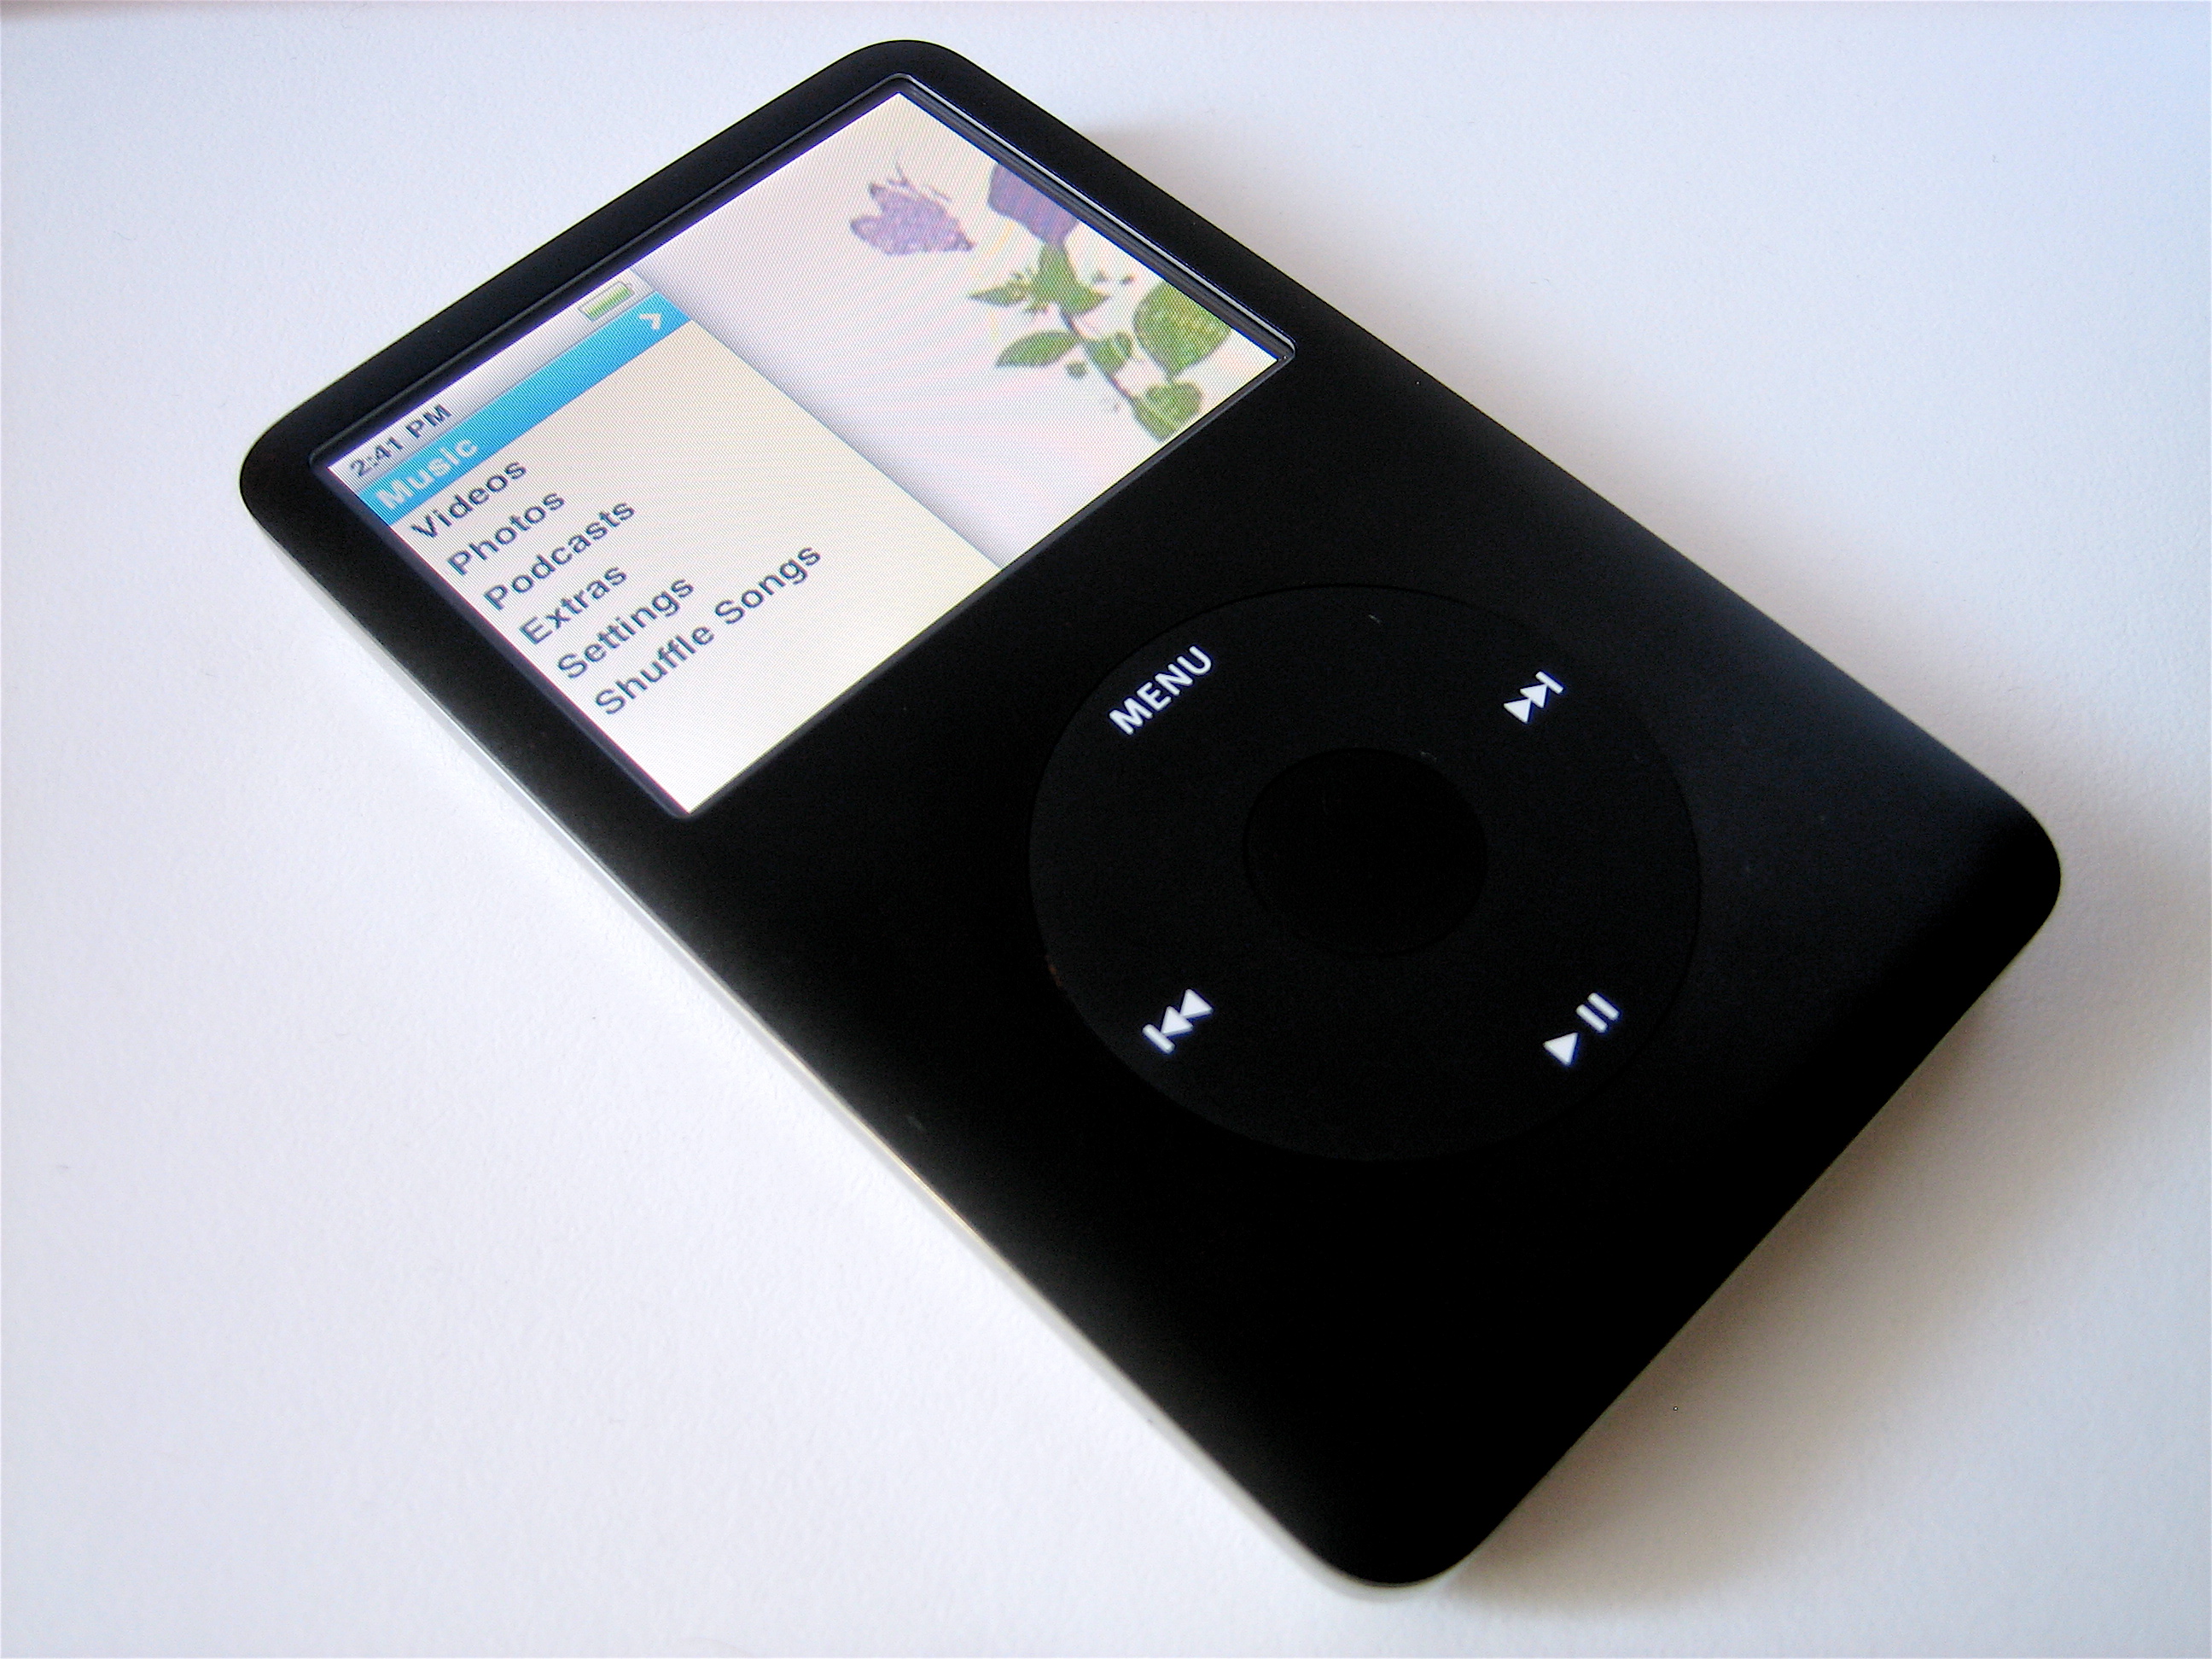 2:41 PM
Music
Videos
Photos
Podcasts
Extras
Settings
Shuffle Songs
MENU